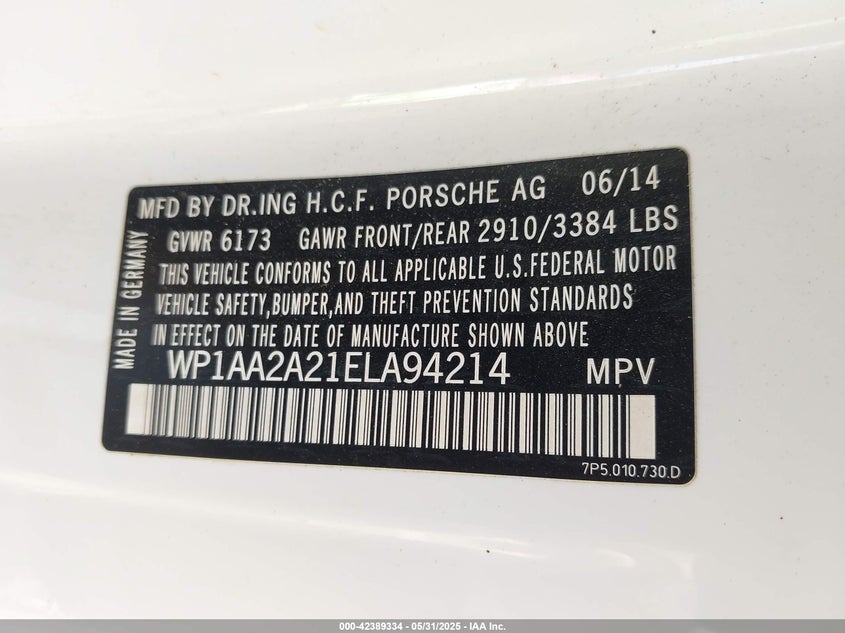 MFD BY DR.ING H.C.F. PORSCHE AG 06/14
GVWR 6173 GAWR FRONT/REAR 2910/3384 LBS
THIS VEHICLE CONFORMS TO ALL APPLICABLE U.S.FEDERAL MOTOR
VEHICLE SAFETY,BUMPER,AND THEFT PREVENTION STANDARDS
IN EFFECT ON THE DATE OF MANUFACTURE SHOWN ABOVE
MADE IN GERMANY
WP1AA2A21ELA94214 MPV
7P5.010.730.D
000-42389334 - 05/31/2025 - IAA Inc.